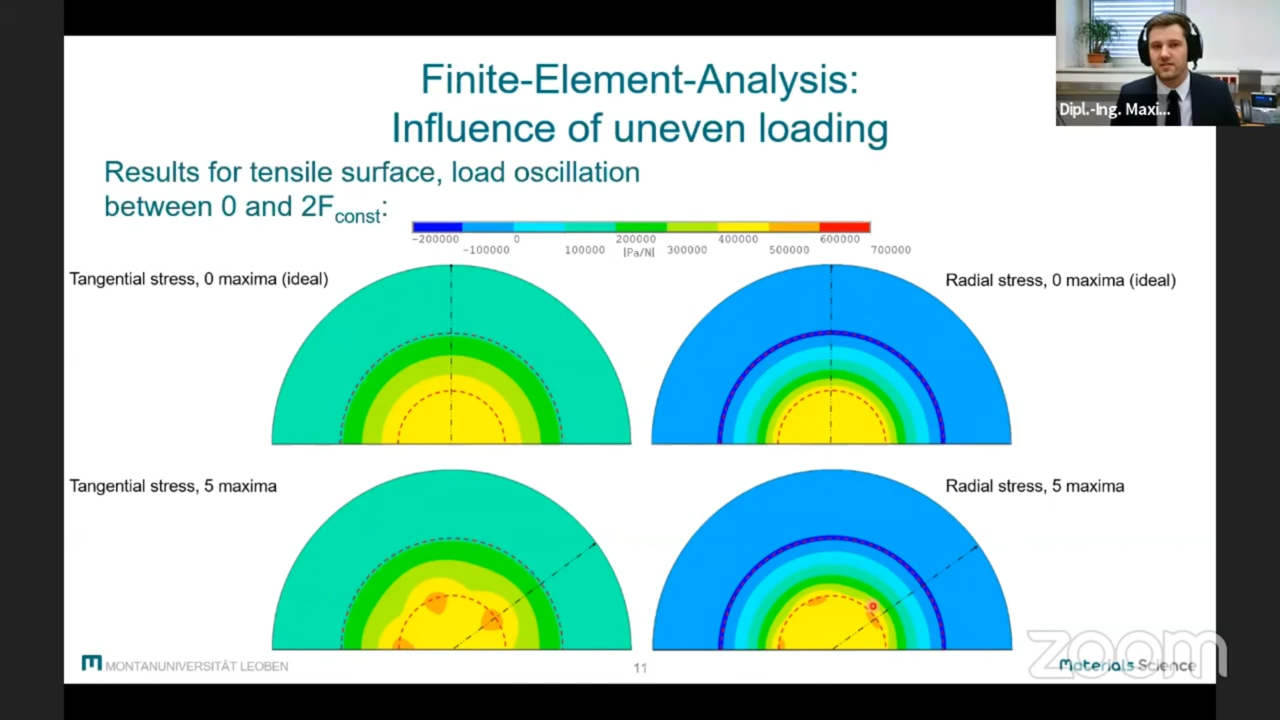 Finite-Element-Analysis:
Influence of uneven loading
Dipl.-Ing. Maxi...
Results for tensile surface, load oscillation
between 0 and 2Fconst:
-200000 0 200000 400000 600000
-100000 100000 [Pa/N] 300000 500000 700000
Tangential stress, 0 maxima (ideal)
Radial stress, 0 maxima (ideal)
Tangential stress, 5 maxima
Radial stress, 5 maxima
MONTANUNIVERSITÄT LEOBEN
11
Materials Science
zoom